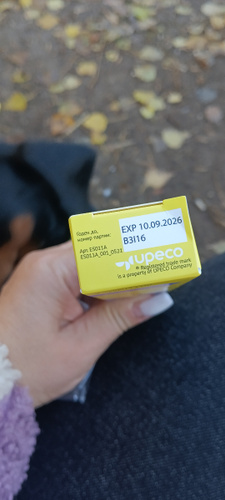 Годен до,
номер партии:
EXP 10.09.2026
B3I16
Арт. ES011A
ES011A_001_0521
upeco
® Registered trade mark
is a property of UPECO Company